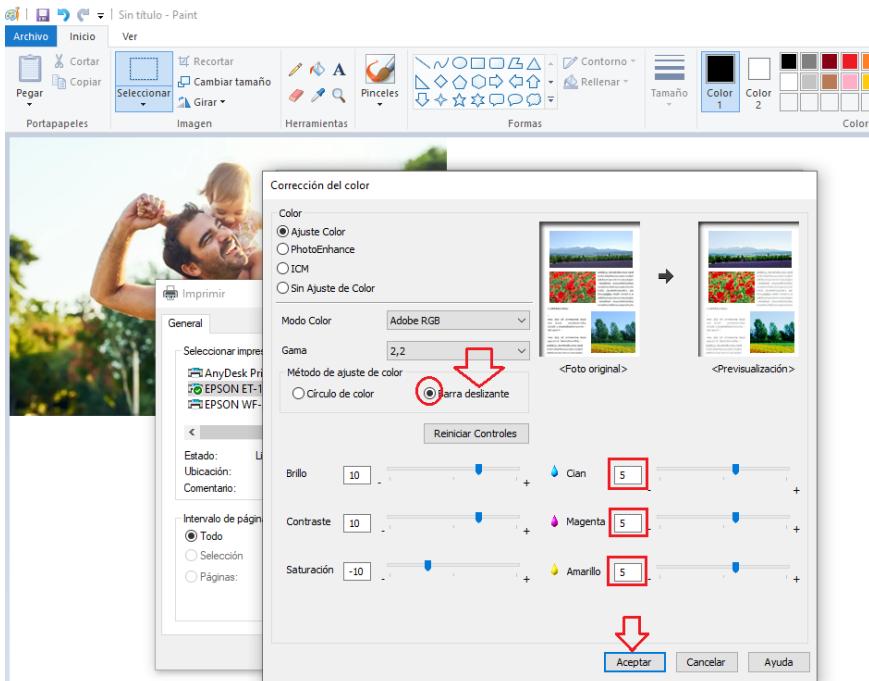 Sin título - Paint
Archivo Inicio Ver
Pegar
Cortar
Copiar
Portapapeles
Seleccionar
Recortar
Cambiar tamaño
Girar
Imagen
A
Herramientas
Pinceles
Contorno
Rellenar
Formas
Tamaño
Color
1
Color
2
Color
Imprimir
General
Seleccionar impres
AnyDesk Pri
EPSON ET-1
EPSON WF-
Estado: Li
Ubicación:
Comentario:
Intervalo de págin
Todo
Selección
Páginas:
Corrección del color
Color
Ajuste Color
PhotoEnhance
ICM
Sin Ajuste de Color
Modo Color Adobe RGB
Gama 2,2
Método de ajuste de color
Círculo de color Barra deslizante
<Foto original> <Previsualización>
Reiniciar Controles
Brillo 10 - + Cian 5 - +
Contraste 10 - + Magenta 5 - +
Saturación -10 - + Amarillo 5 - +
Aceptar Cancelar Ayuda